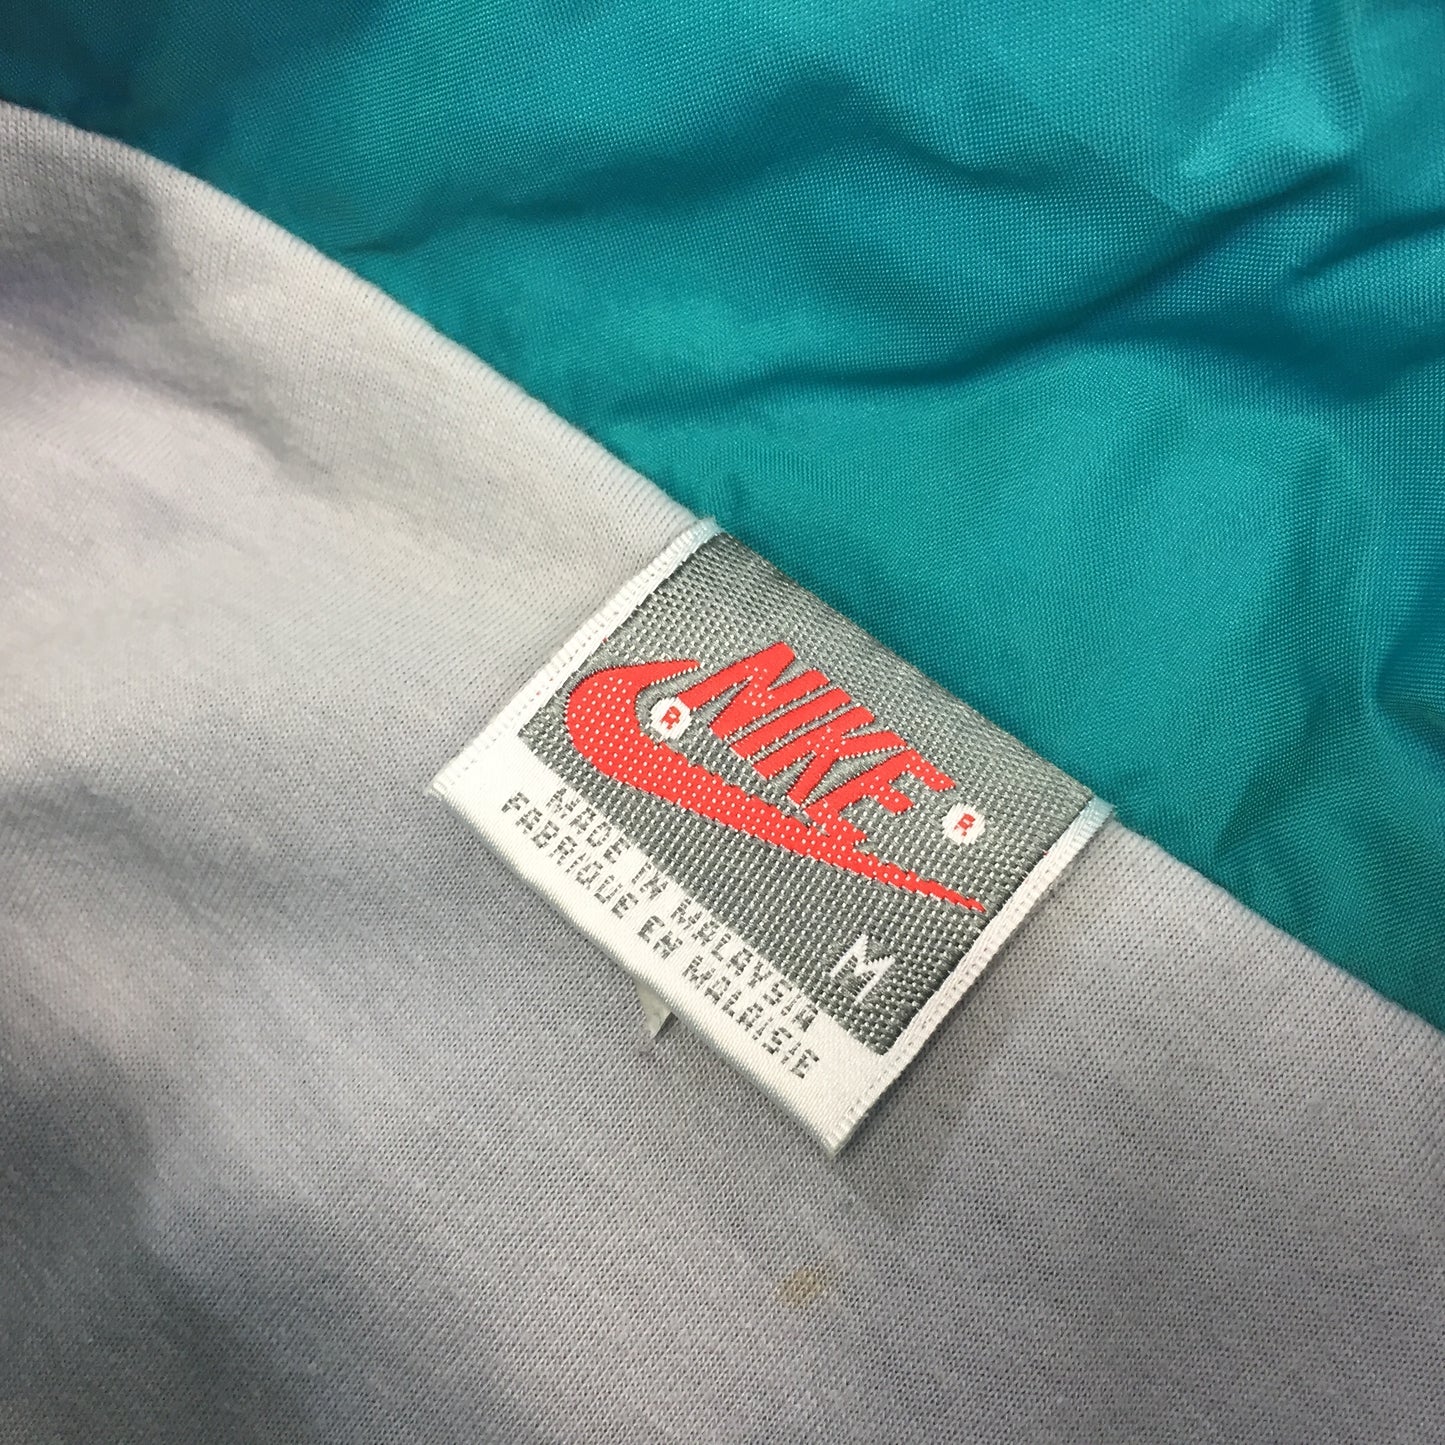 NIKE ®
®
M
MADE IN MALAYSIA
FABRIQUE EN MALAISIE